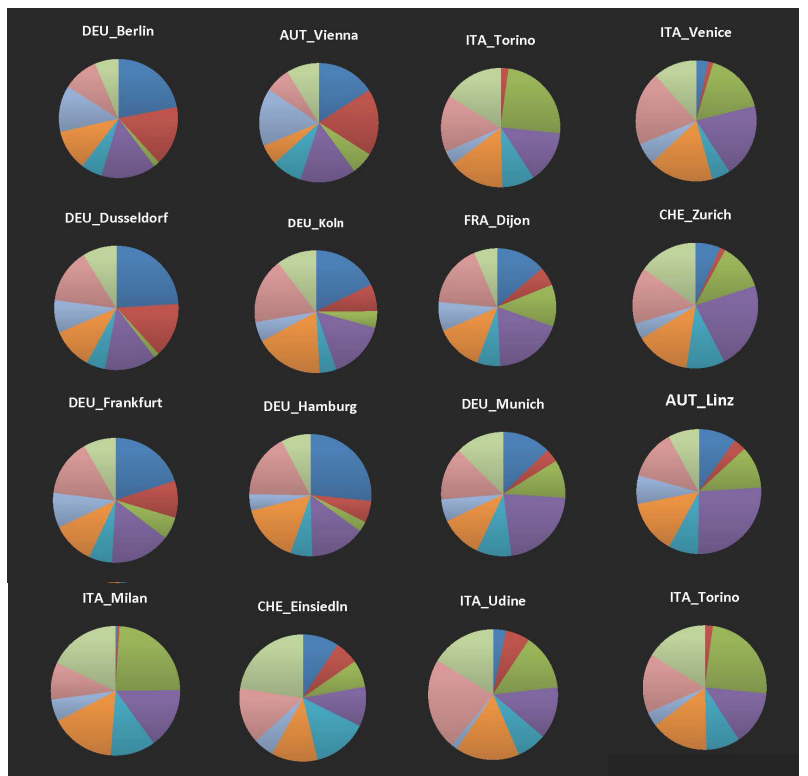 DEU_Berlin
AUT_Vienna
ITA_Torino
ITA_Venice
DEU_Dusseldorf
DEU_Koln
FRA_Dijon
CHE_Zurich
DEU_Frankfurt
DEU_Hamburg
DEU_Munich
AUT_Linz
ITA_Milan
CHE_Einsiedln
ITA_Udine
ITA_Torino